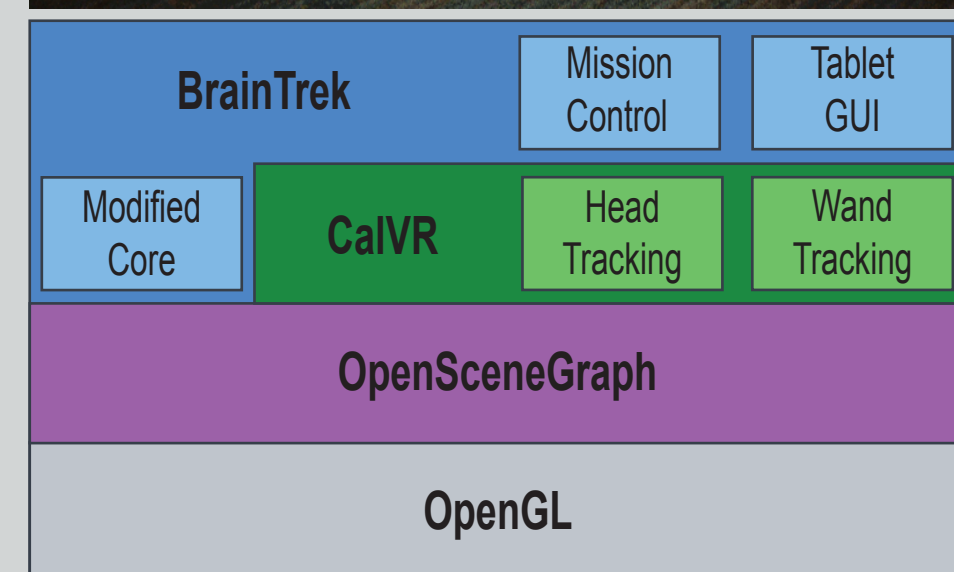 BrainTrek
Mission
Control
Tablet
GUI
Modified
Core
CalVR
Head
Tracking
Wand
Tracking
OpenSceneGraph
OpenGL